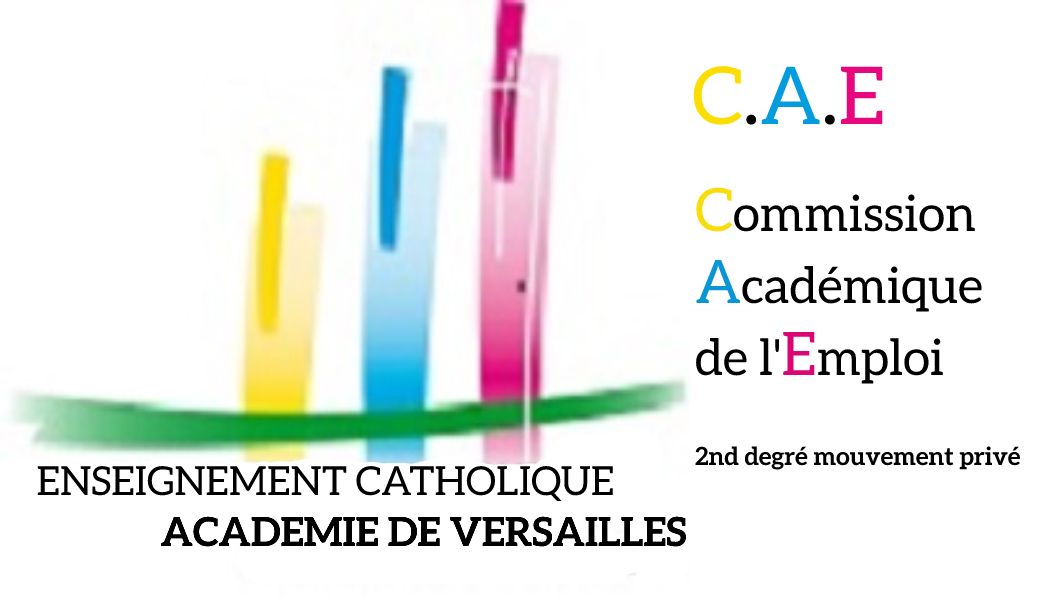 C.A.E
Commission
Académique
de l'Emploi
2nd degré mouvement privé
ENSEIGNEMENT CATHOLIQUE
ACADEMIE DE VERSAILLES